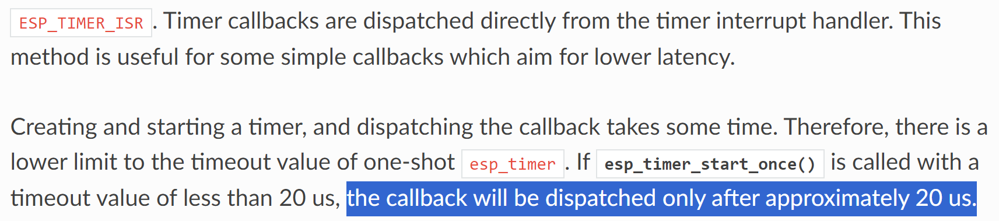 ESP_TIMER_ISR. Timer callbacks are dispatched directly from the timer interrupt handler. This
method is useful for some simple callbacks which aim for lower latency.
Creating and starting a timer, and dispatching the callback takes some time. Therefore, there is a
lower limit to the timeout value of one-shot esp_timer. If esp_timer_start_once() is called with a
timeout value of less than 20 us, the callback will be dispatched only after approximately 20 us.